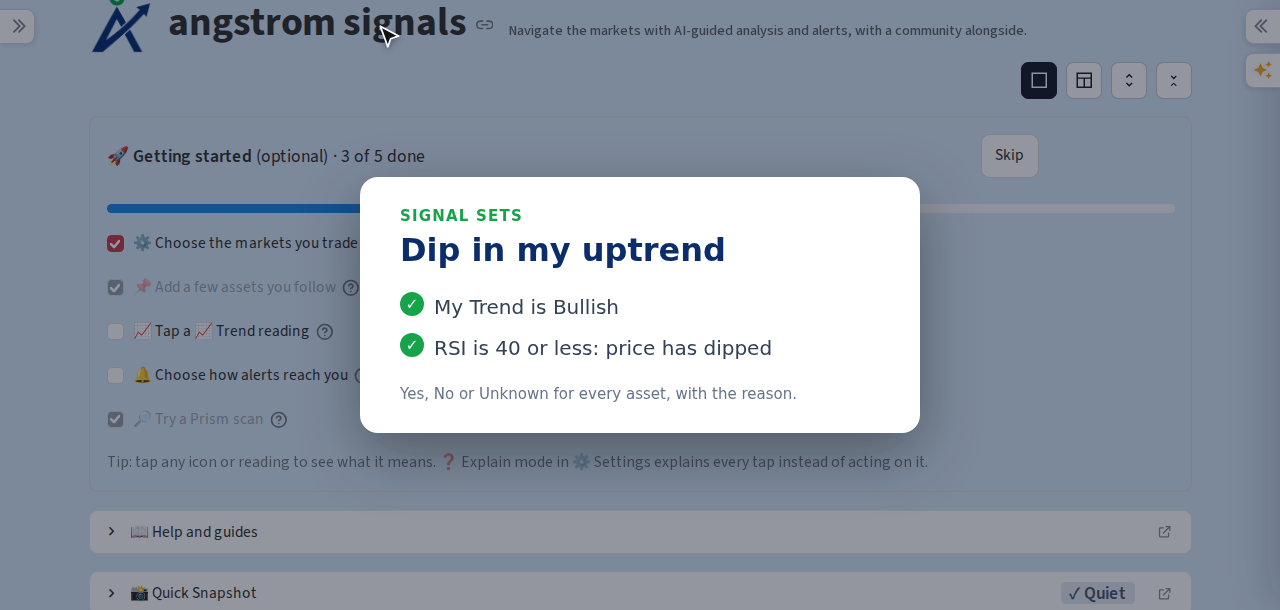 angstrom signals
Navigate the markets with AI-guided analysis and alerts, with a community alongside.
🚀 Getting started (optional) · 3 of 5 done
Skip
SIGNAL SETS
Dip in my uptrend
✓ My Trend is Bullish
✓ RSI is 40 or less: price has dipped
Yes, No or Unknown for every asset, with the reason.
⚙️ Choose the markets you trade
📌 Add a few assets you follow
📈 Tap a 📈 Trend reading
🔔 Choose how alerts reach you
🔎 Try a Prism scan
Tip: tap any icon or reading to see what it means. ❓ Explain mode in ⚙️ Settings explains every tap instead of acting on it.
📖 Help and guides
📸 Quick Snapshot
✓ Quiet